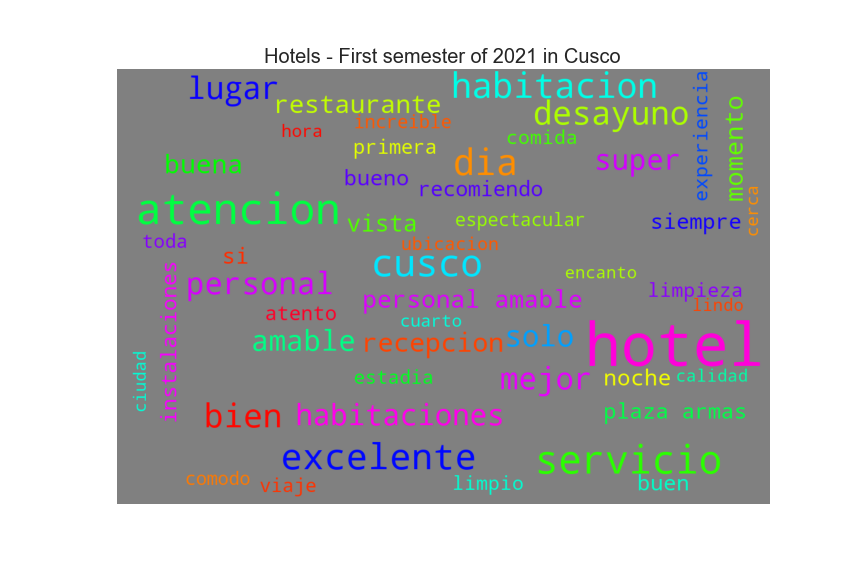 Hotels - First semester of 2021 in Cusco
lugar
habitacion
restaurante
desayuno
increible
hora
comida
experiencia
momento
primera
buena
dia
super
bueno
recomiendo
cerca
atencion
vista
espectacular
siempre
toda
ubicacion
si
cusco
encanto
personal
personal amable
limpieza
lindo
instalaciones
atento
cuarto
amable
recepcion
solo
hotel
ciudad
estadia
mejor
noche
calidad
bien
habitaciones
plaza armas
excelente
servicio
comodo
viaje
limpio
buen